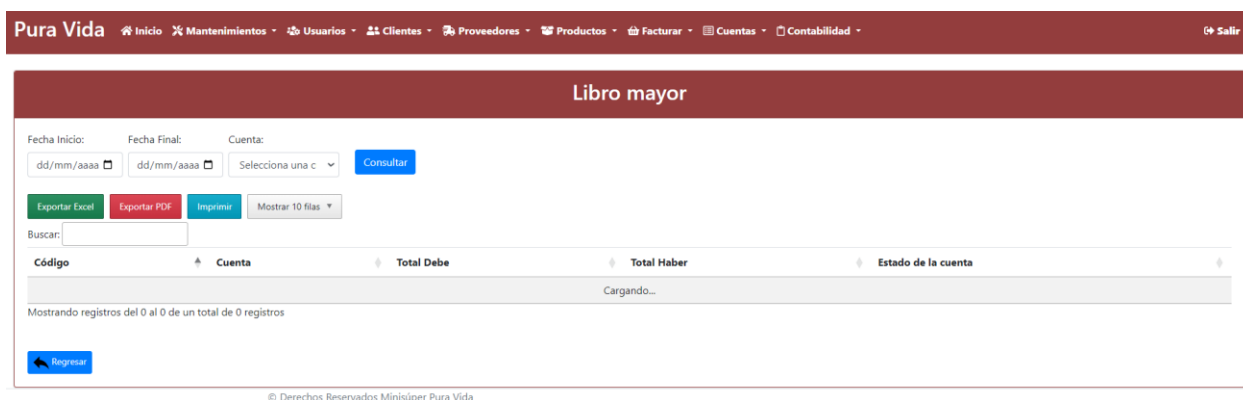 Pura Vida Inicio Mantenimientos Usuarios Clientes Proveedores Productos Facturar Cuentas Contabilidad Salir
Libro mayor
Fecha Inicio: Fecha Final: Cuenta:
dd/mm/aaaa dd/mm/aaaa Selecciona una c Consultar
Exportar Excel Exportar PDF Imprimir Mostrar 10 filas
Buscar:
Código Cuenta Total Debe Total Haber Estado de la cuenta
Cargando...
Mostrando registros del 0 al 0 de un total de 0 registros
Regresar
© Derechos Reservados Minisúper Pura Vida